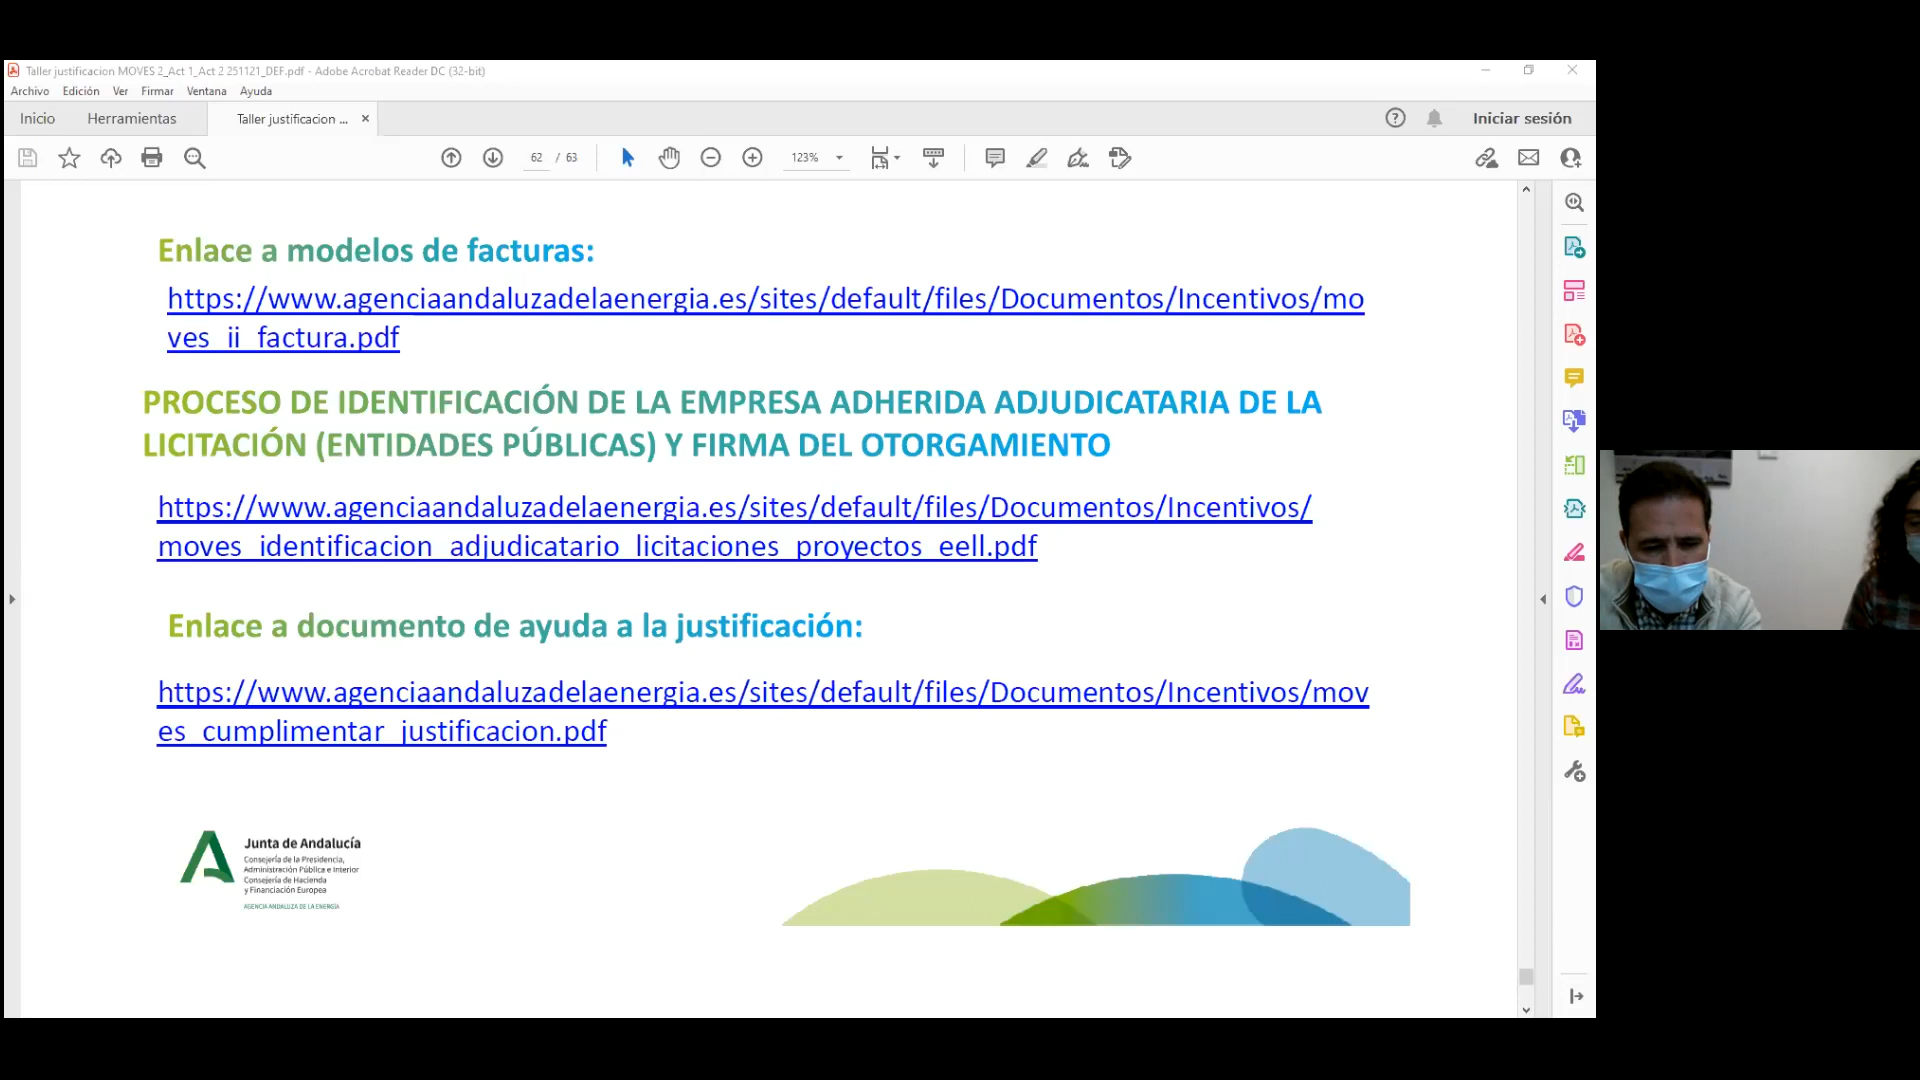 Taller justificacion MOVES 2_Act 1_Act 2 251121_DEF.pdf - Adobe Acrobat Reader DC (32-bit)
Archivo Edición Ver Firmar Ventana Ayuda
Inicio Herramientas Taller justificacion ... × Iniciar sesión
62 / 63 123%
Enlace a modelos de facturas:
https://www.agenciaandaluzadelaenergia.es/sites/default/files/Documentos/Incentivos/mo
ves_ii_factura.pdf
PROCESO DE IDENTIFICACIÓN DE LA EMPRESA ADHERIDA ADJUDICATARIA DE LA
LICITACIÓN (ENTIDADES PÚBLICAS) Y FIRMA DEL OTORGAMIENTO
https://www.agenciaandaluzadelaenergia.es/sites/default/files/Documentos/Incentivos/
moves_identificacion_adjudicatario_licitaciones_proyectos_eell.pdf
Enlace a documento de ayuda a la justificación:
https://www.agenciaandaluzadelaenergia.es/sites/default/files/Documentos/Incentivos/mov
es_cumplimentar_justificacion.pdf
Junta de Andalucía
Consejería de la Presidencia,
Administración Pública e Interior
Consejería de Hacienda
y Financiación Europea
AGENCIA ANDALUZA DE LA ENERGÍA